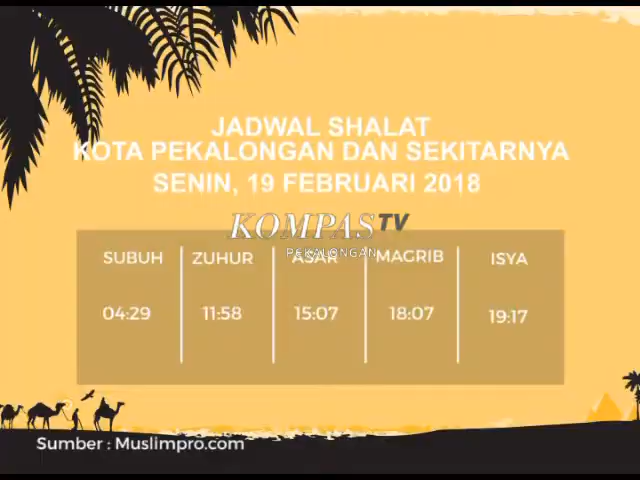 JADWAL SHALAT
KOTA PEKALONGAN DAN SEKITARNYA
SENIN, 19 FEBRUARI 2018
KOMPAS TV
PEKALONGAN
SUBUH ZUHUR ASAR MAGRIB ISYA
04:29 11:58 15:07 18:07 19:17
Sumber : Muslimpro.com